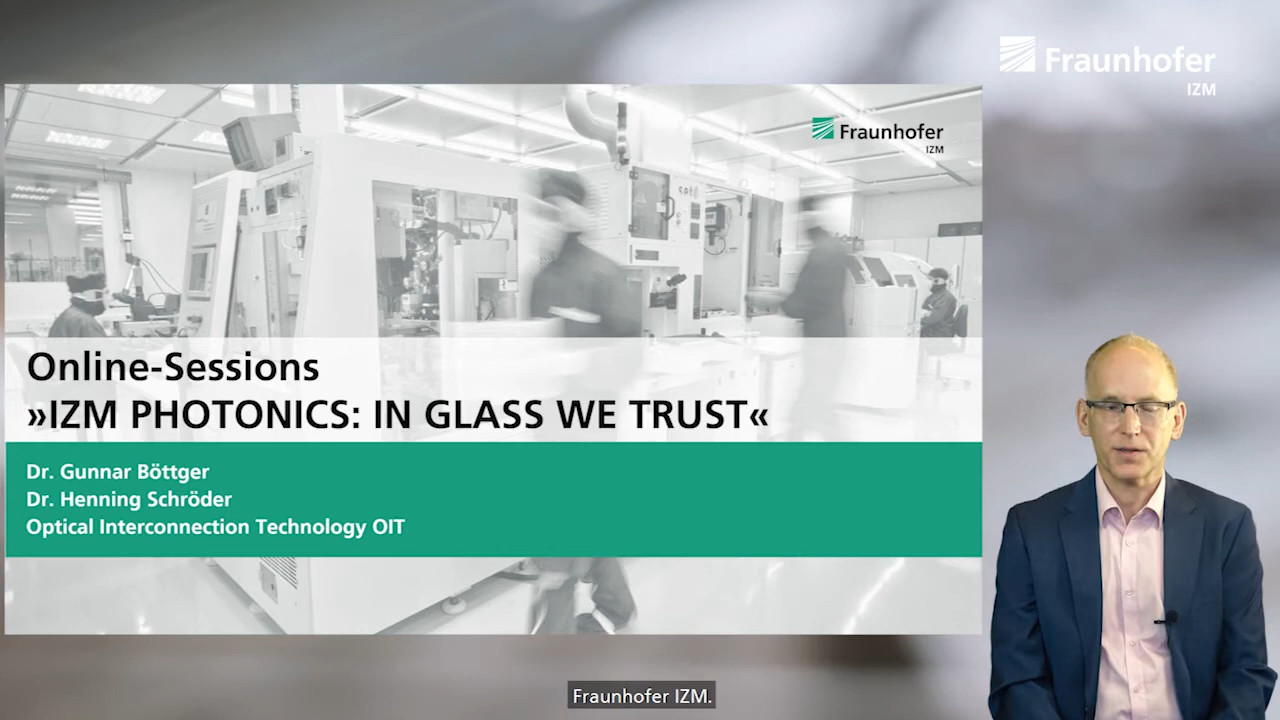 Fraunhofer
IZM
Fraunhofer
IZM
Online-Sessions
»IZM PHOTONICS: IN GLASS WE TRUST«
Dr. Gunnar Böttger
Dr. Henning Schröder
Optical Interconnection Technology OIT
Fraunhofer IZM.